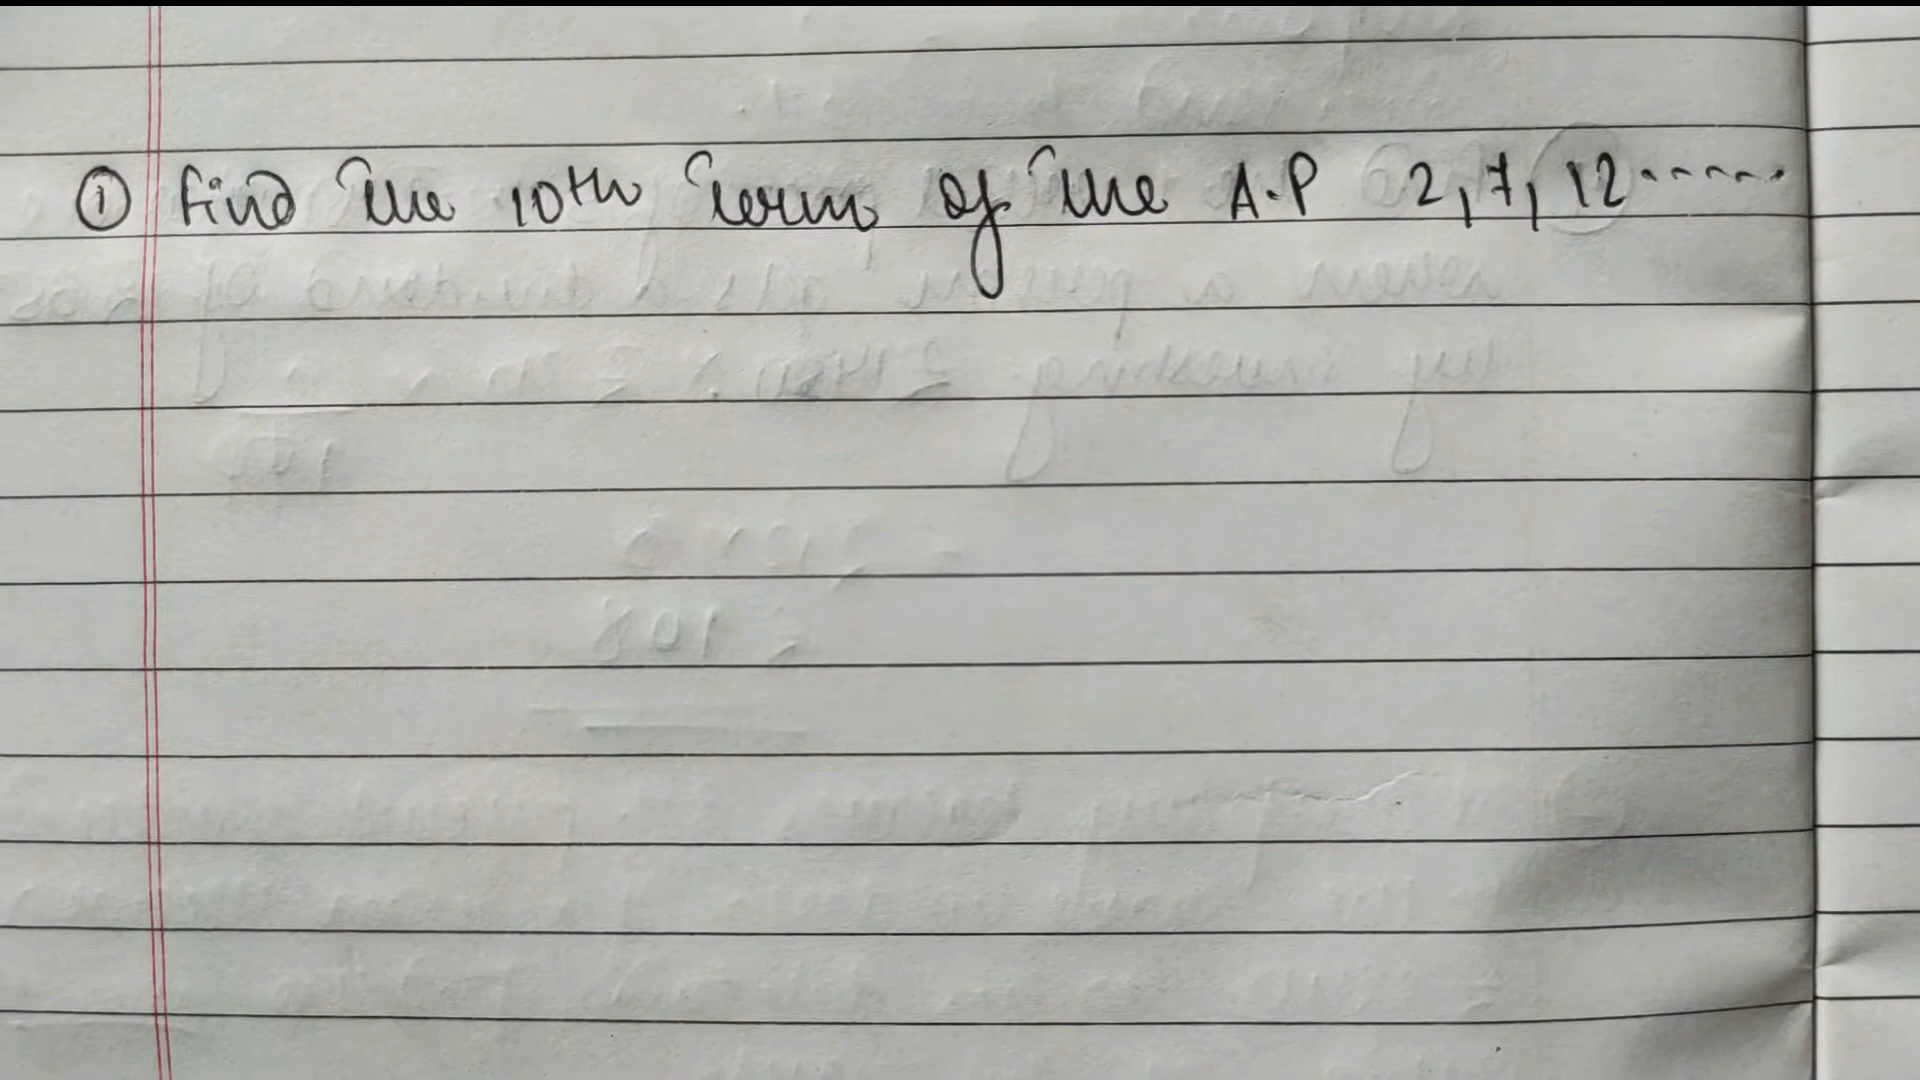 ① Find the 10th term of the A.P 2, 7, 12......